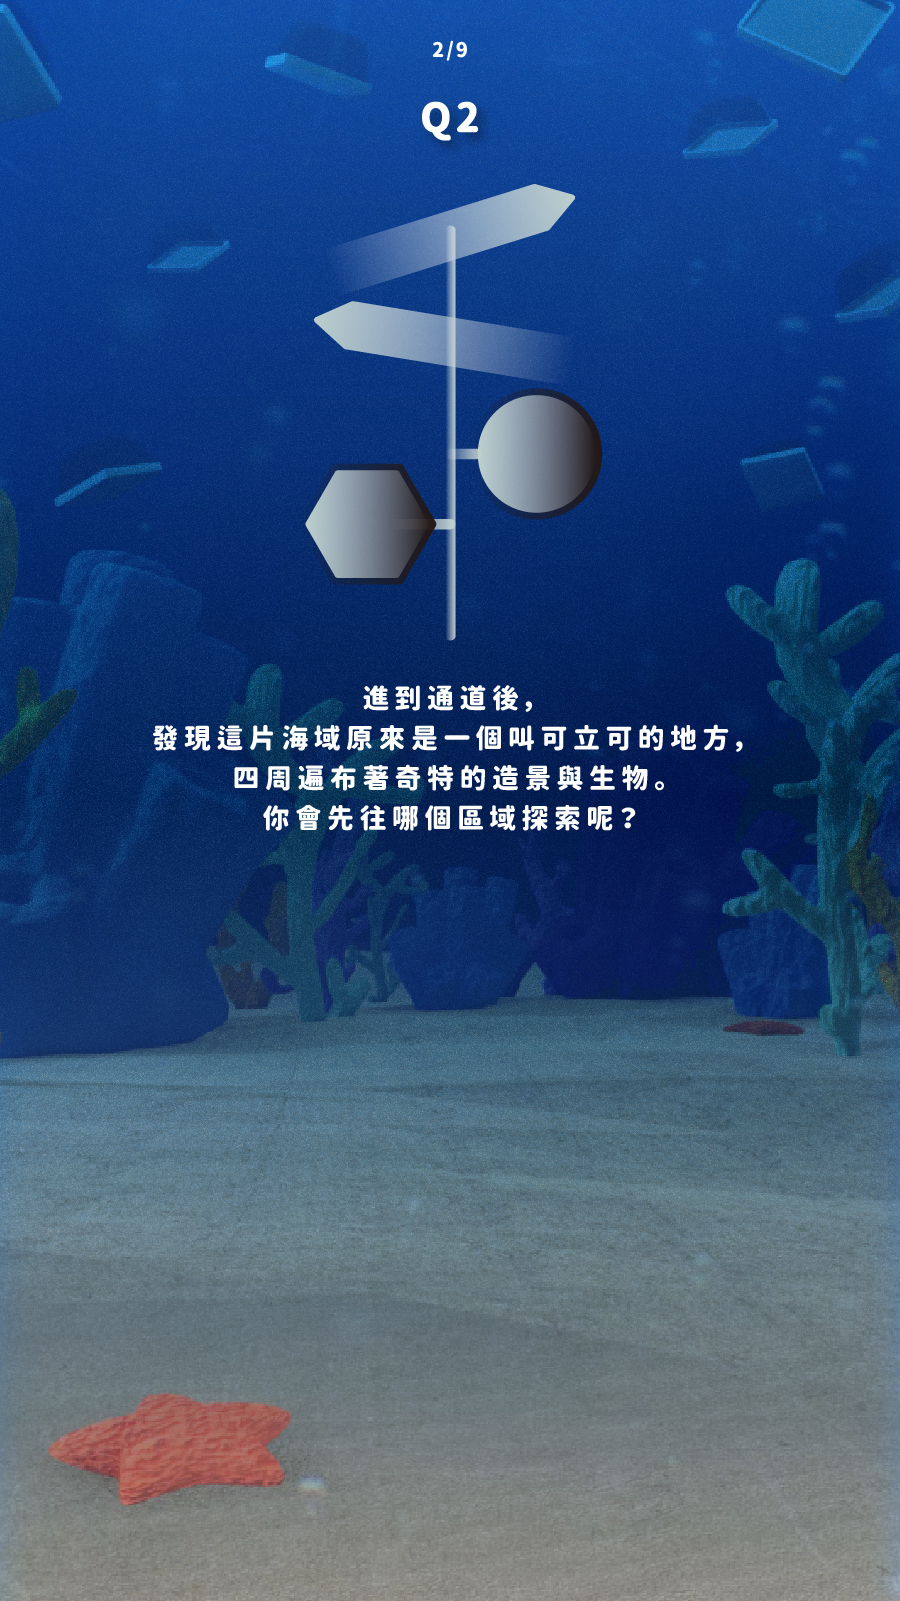 2/9
Q2
進到通道後，
發現這片海域原來是一個叫可立可的地方，
四周遍布著奇特的造景與生物。
你會先往哪個區域探索呢？